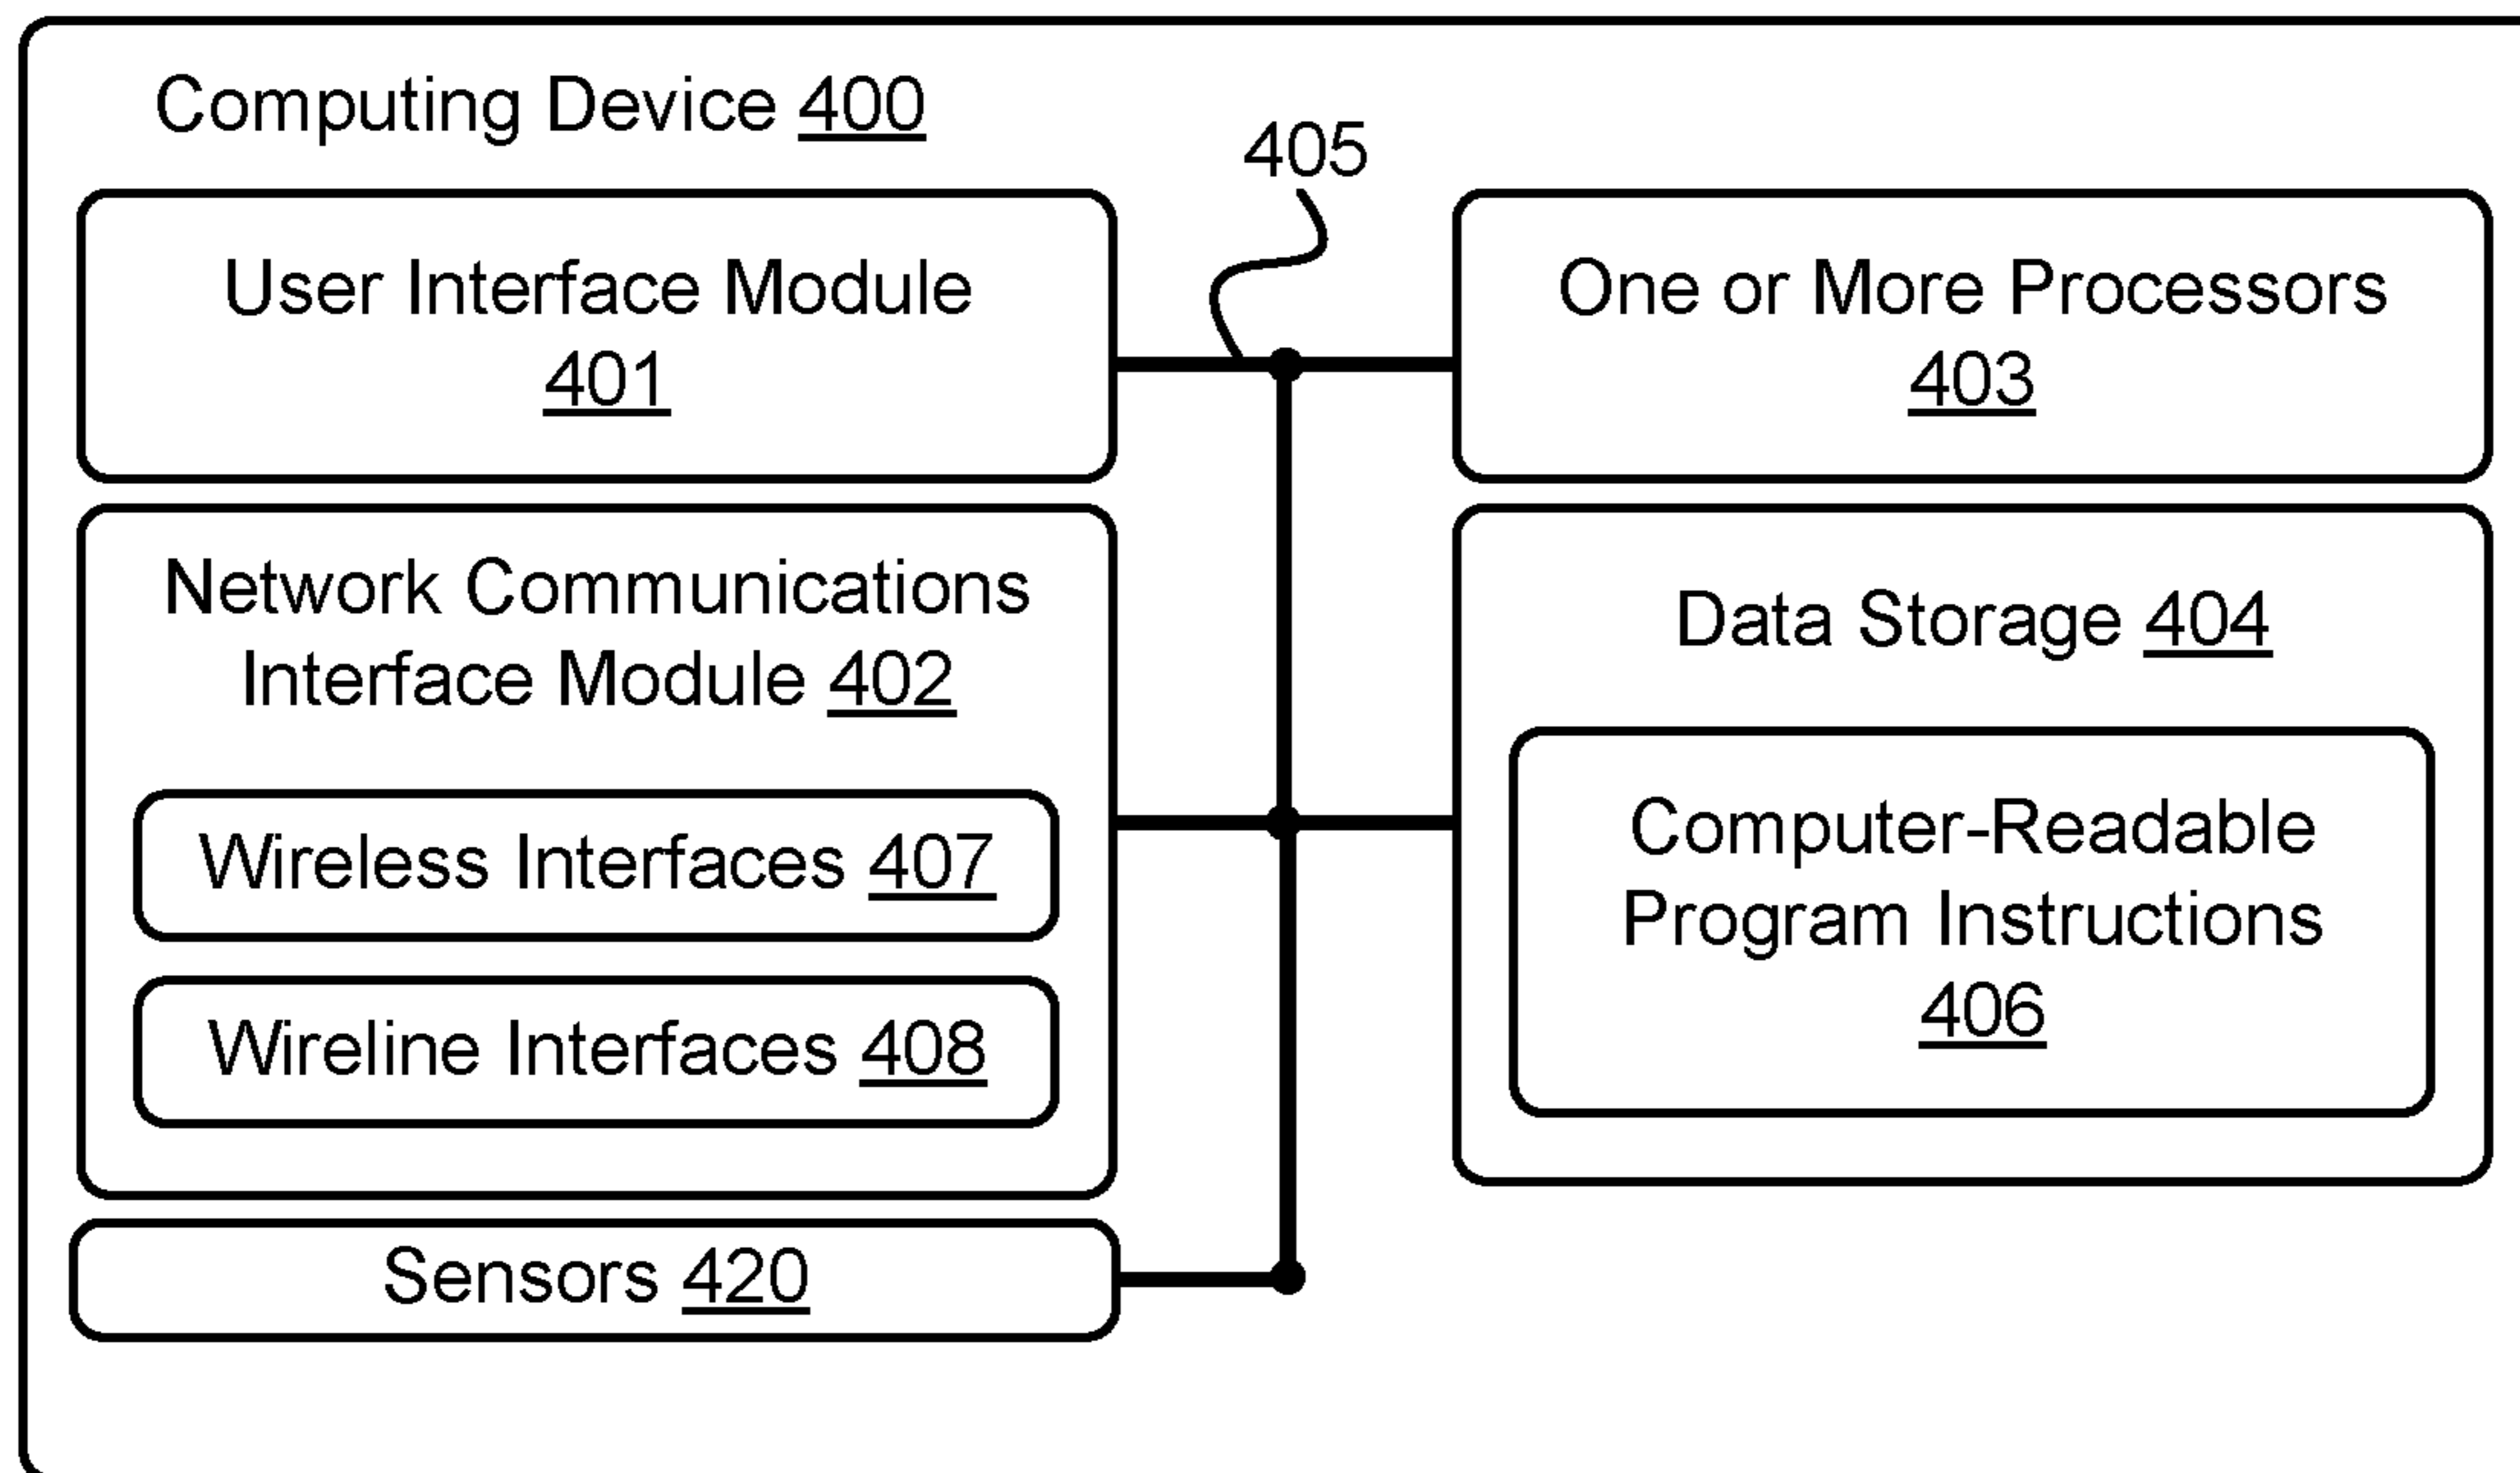 Computing Device 400
405
User Interface Module
401
One or More Processors
403
Network Communications
Interface Module 402
Wireless Interfaces 407
Wireline Interfaces 408
Data Storage 404
Computer-Readable
Program Instructions
406
Sensors 420